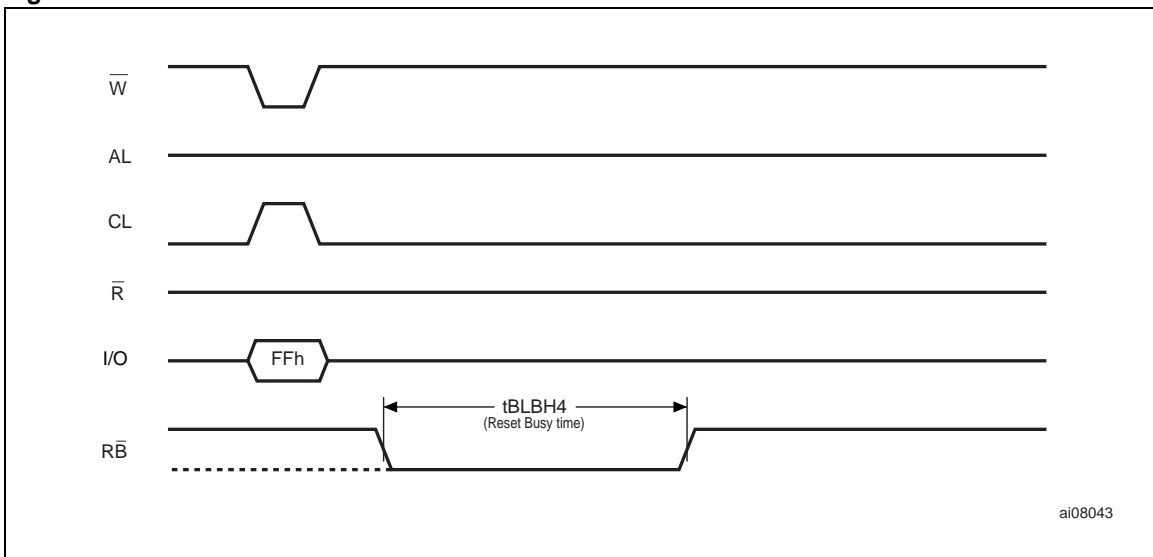 W̅
AL
CL
R̅
I/O
FFh
tBLBH4
(Reset Busy time)
RB̅
ai08043